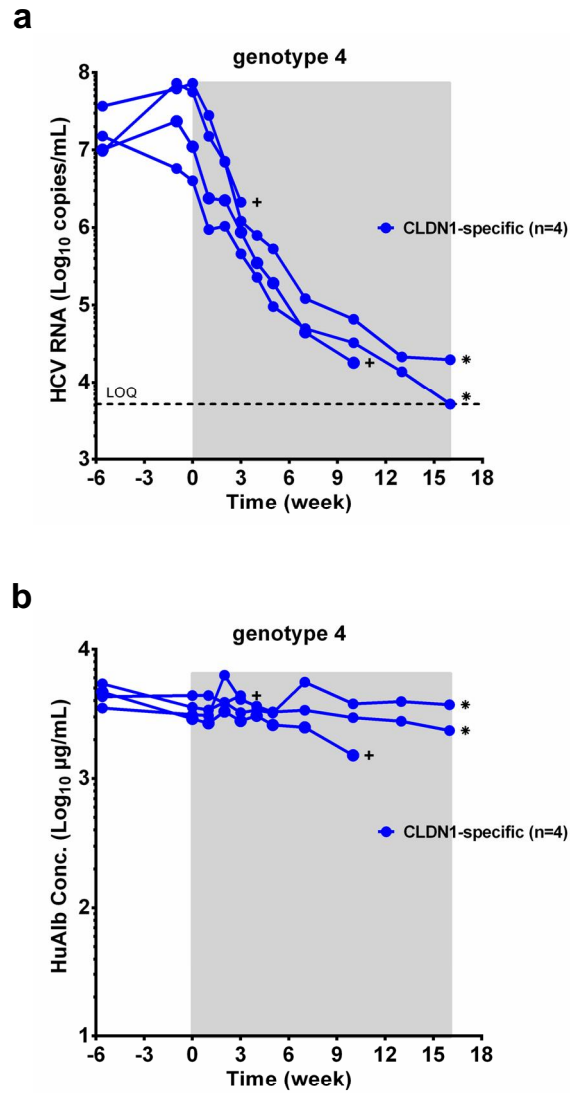 a
genotype 4
HCV RNA (Log10 copies/mL)
8
7
6
5
4
3
+
CLDN1-specific (n=4)
*
+
*
LOQ
-6 -3 0 3 6 9 12 15 18
Time (week)
b
genotype 4
HuAlb Conc. (Log10 µg/mL)
4
3
2
1
+
*
*
+
CLDN1-specific (n=4)
-6 -3 0 3 6 9 12 15 18
Time (week)